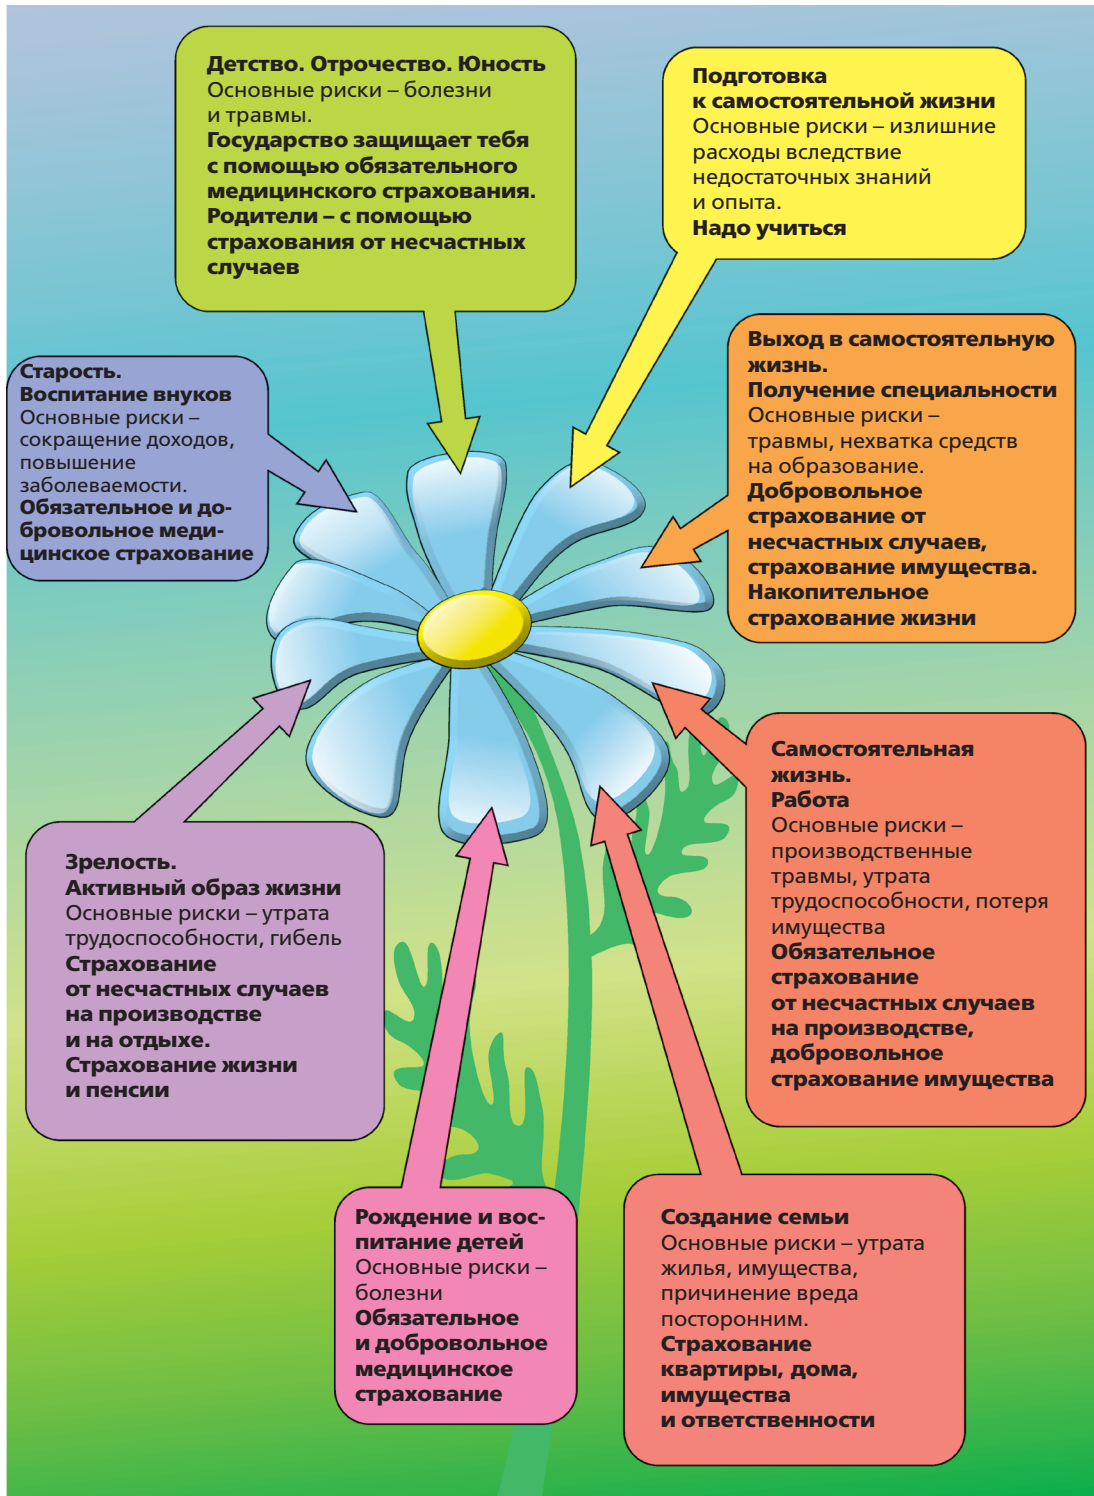 Детство. Отрочество. Юность
Основные риски – болезни
и травмы.
Государство защищает тебя
с помощью обязательного
медицинского страхования.
Родители – с помощью
страхования от несчастных
случаев
Подготовка
к самостоятельной жизни
Основные риски – излишние
расходы вследствие
недостаточных знаний
и опыта.
Надо учиться
Выход в самостоятельную
жизнь.
Получение специальности
Основные риски –
травмы, нехватка средств
на образование.
Добровольное
страхование от
несчастных случаев,
страхование имущества.
Накопительное
страхование жизни
Самостоятельная
жизнь.
Работа
Основные риски –
производственные
травмы, утрата
трудоспособности, потеря
имущества
Обязательное
страхование
от несчастных случаев
на производстве,
добровольное
страхование имущества
Создание семьи
Основные риски – утрата
жилья, имущества,
причинение вреда
посторонним.
Страхование
квартиры, дома,
имущества
и ответственности
Рождение и вос-
питание детей
Основные риски –
болезни
Обязательное
и добровольное
медицинское
страхование
Зрелость.
Активный образ жизни
Основные риски – утрата
трудоспособности, гибель
Страхование
от несчастных случаев
на производстве
и на отдыхе.
Страхование жизни
и пенсии
Старость.
Воспитание внуков
Основные риски –
сокращение доходов,
повышение
заболеваемости.
Обязательное и до-
бровольное меди-
цинское страхование